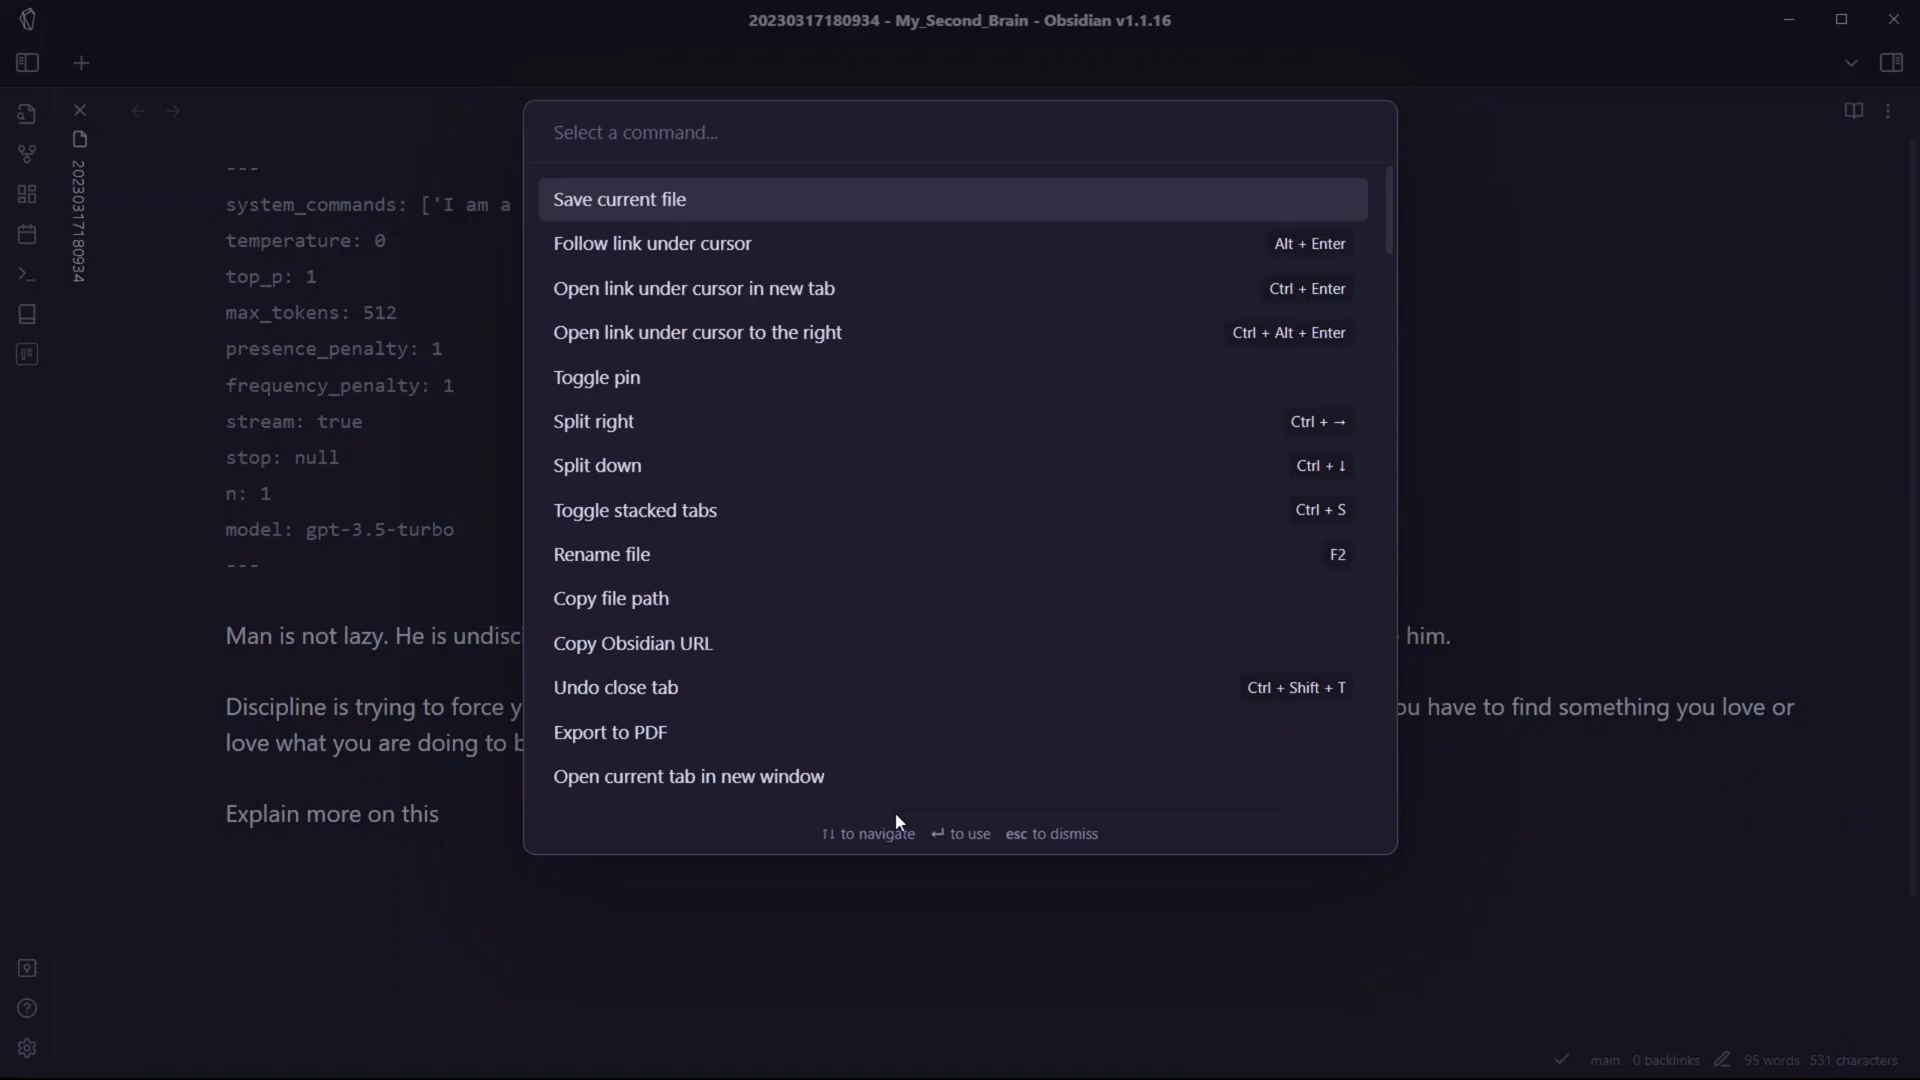 20230317180934 - My_Second_Brain - Obsidian v1.1.16
20230317180934
---
system_commands: ['I am a
temperature: 0
top_p: 1
max_tokens: 512
presence_penalty: 1
frequency_penalty: 1
stream: true
stop: null
n: 1
model: gpt-3.5-turbo
---
Man is not lazy. He is undisc
him.
Discipline is trying to force y
ou have to find something you love or
love what you are doing to b
Explain more on this
Select a command...
Save current file
Follow link under cursor Alt + Enter
Open link under cursor in new tab Ctrl + Enter
Open link under cursor to the right Ctrl + Alt + Enter
Toggle pin
Split right Ctrl + →
Split down Ctrl + ↓
Toggle stacked tabs Ctrl + S
Rename file F2
Copy file path
Copy Obsidian URL
Undo close tab Ctrl + Shift + T
Export to PDF
Open current tab in new window
↑↓ to navigate ↵ to use esc to dismiss
main 0 backlinks 95 words 531 characters